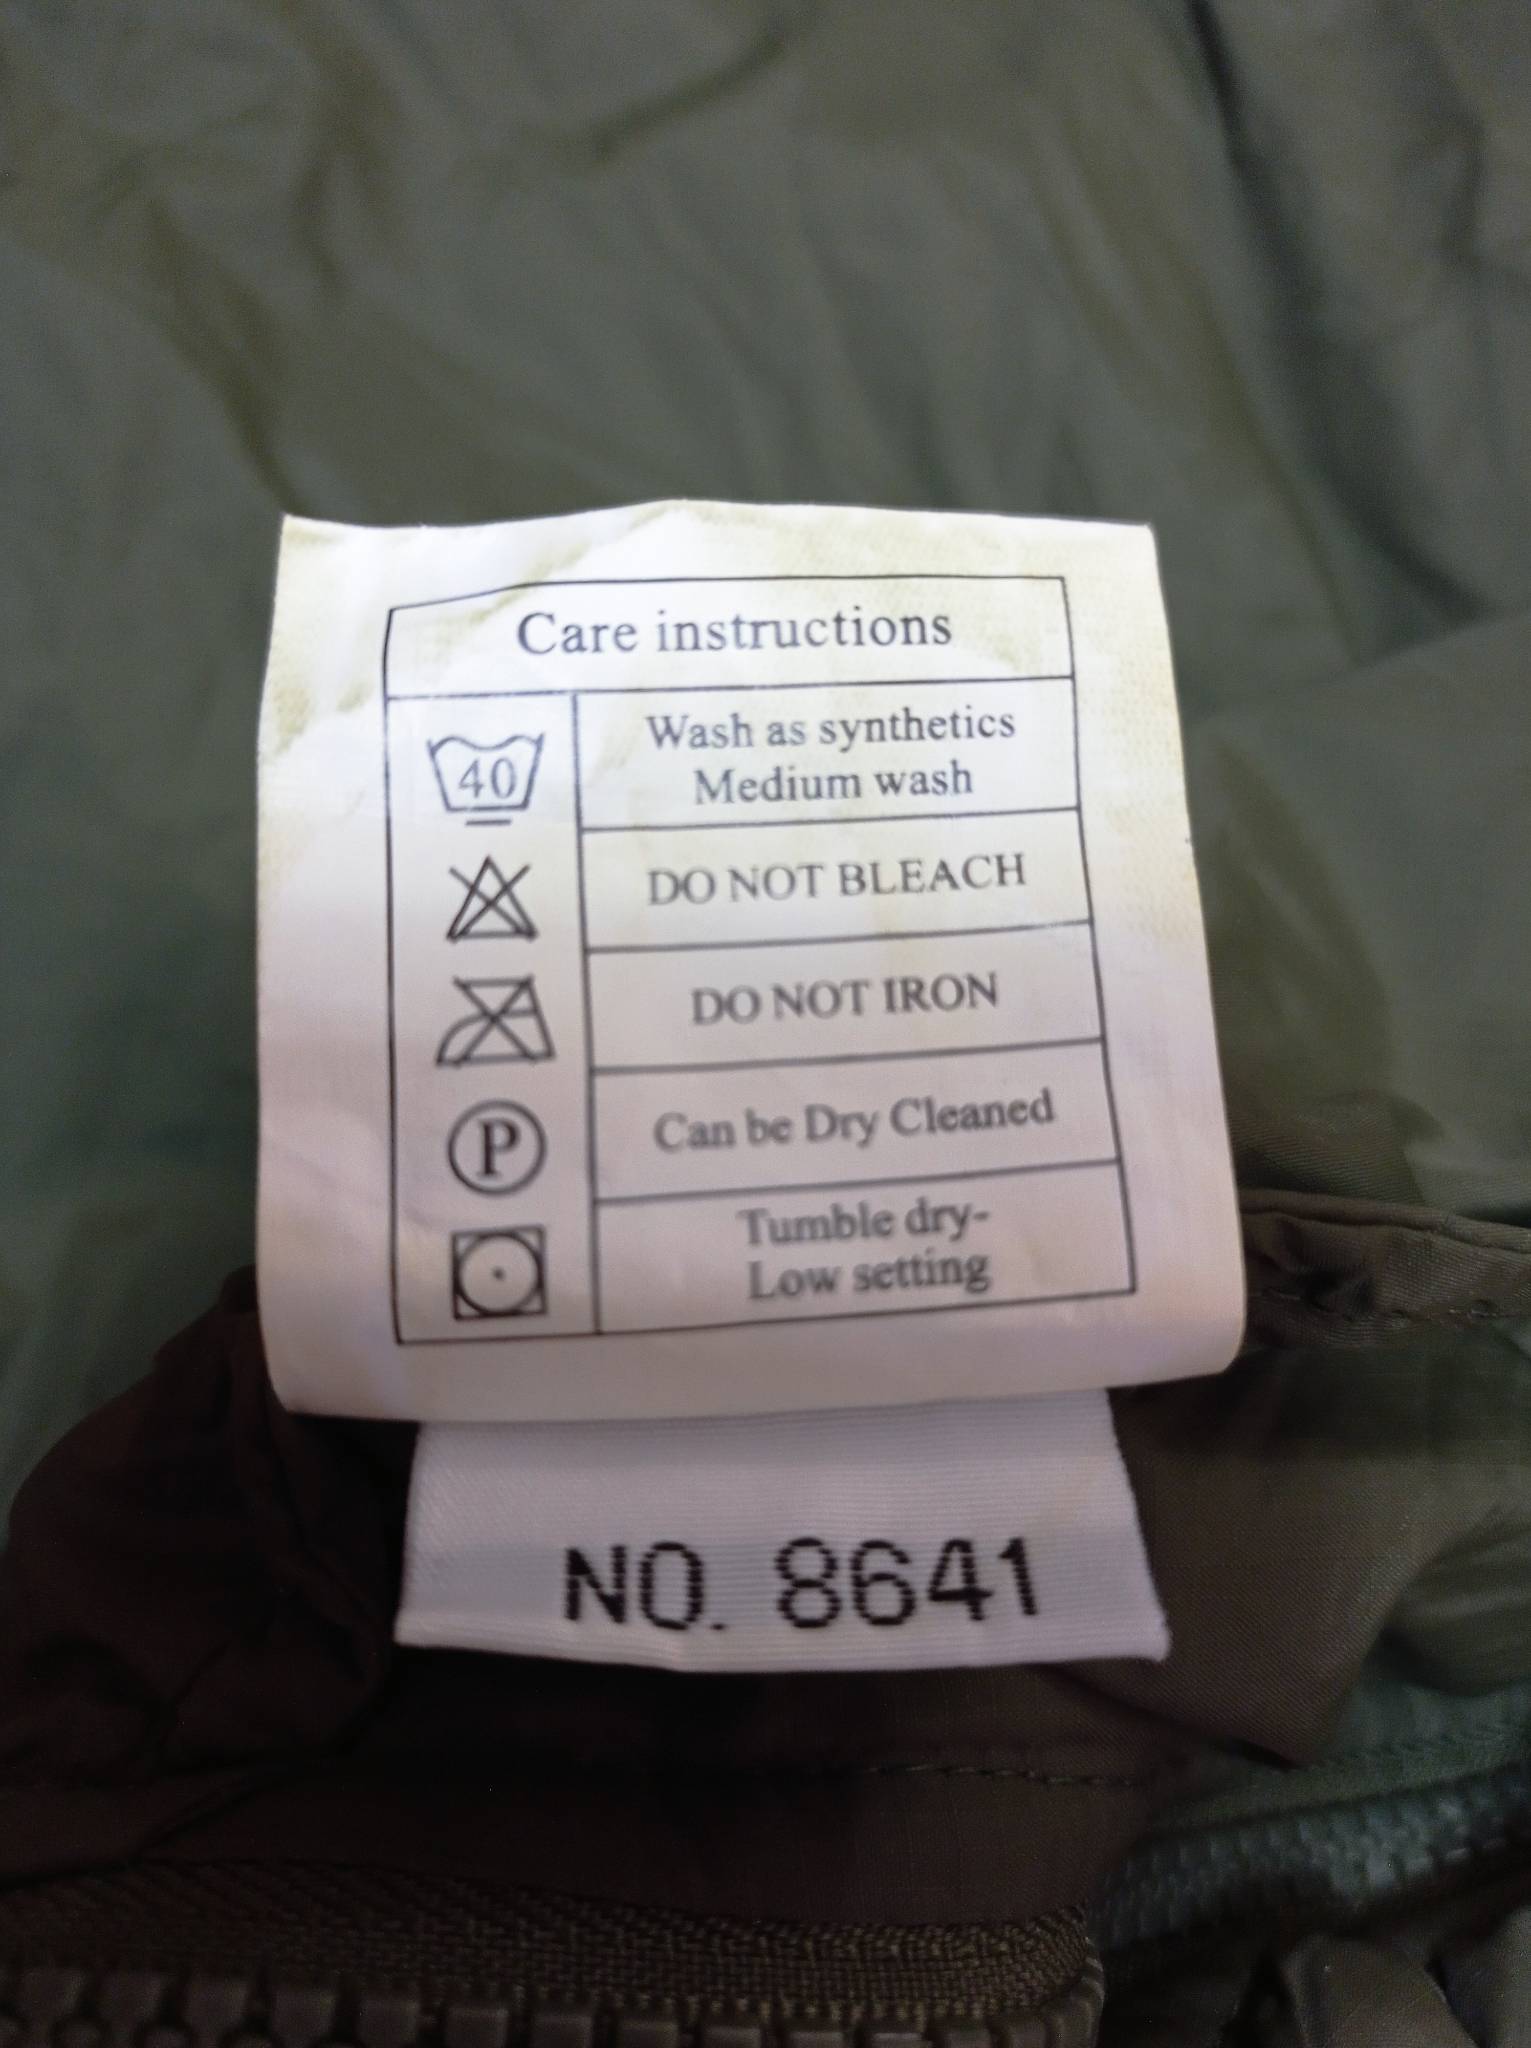 Care instructions
40
Wash as synthetics
Medium wash
DO NOT BLEACH
DO NOT IRON
P
Can be Dry Cleaned
Tumble dry-
Low setting
NO. 8641